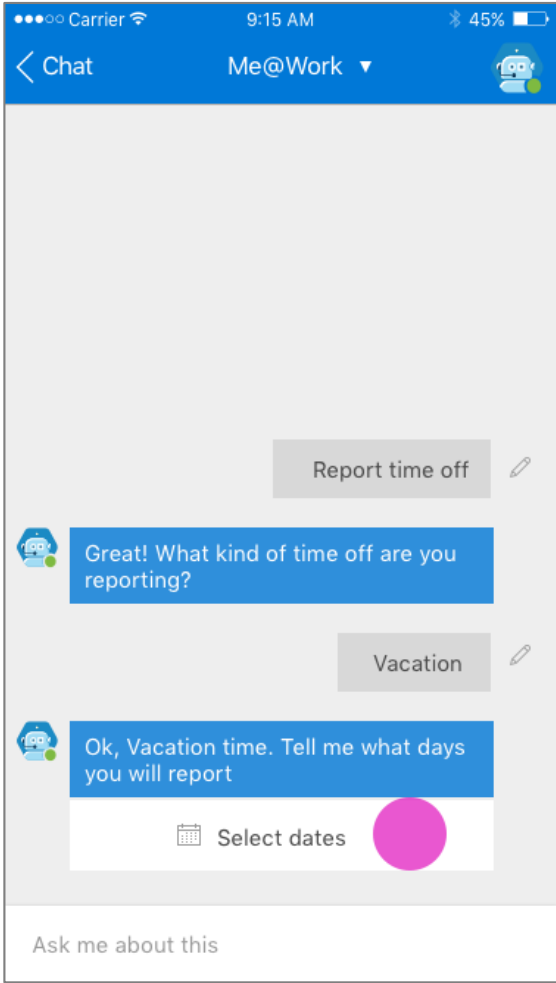 Carrier 9:15 AM 45%
Chat Me@Work ▼
Report time off
Great! What kind of time off are you
reporting?
Vacation
Ok, Vacation time. Tell me what days
you will report
Select dates
Ask me about this